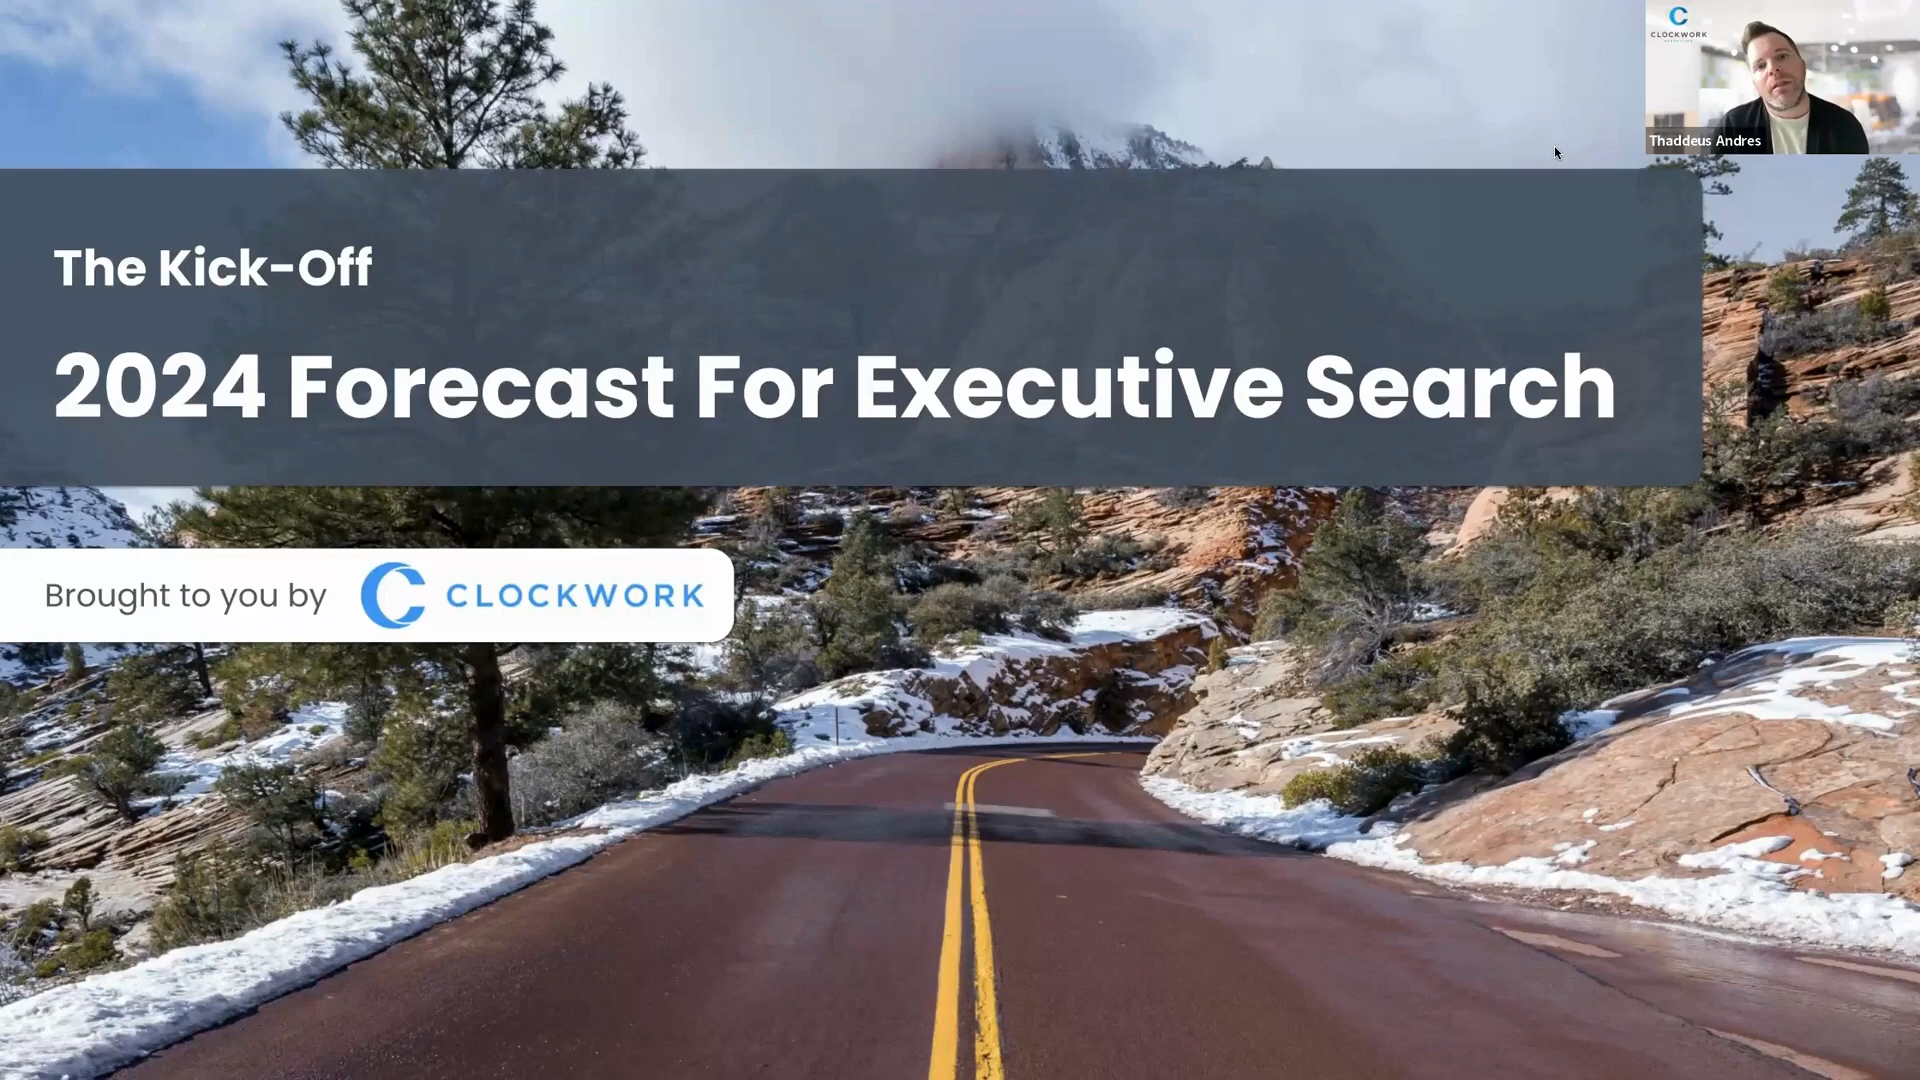 CLOCKWORK
Thaddeus Andres
The Kick-Off
2024 Forecast For Executive Search
Brought to you by CLOCKWORK